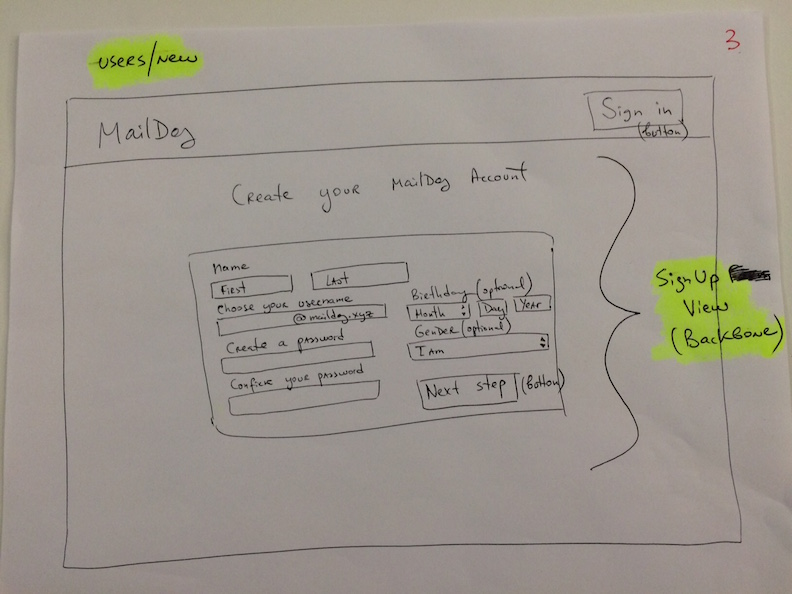 users/new
3
MailDog
Sign in
(button)
Create your MailDog Account
Name
First
Last
Choose your username
@maildog.xyz
Create a password
Confirm your password
Birthday (optional)
Month
Day
Year
Gender (optional)
I am
Next step
(button)
SignUp
View
(Backbone)